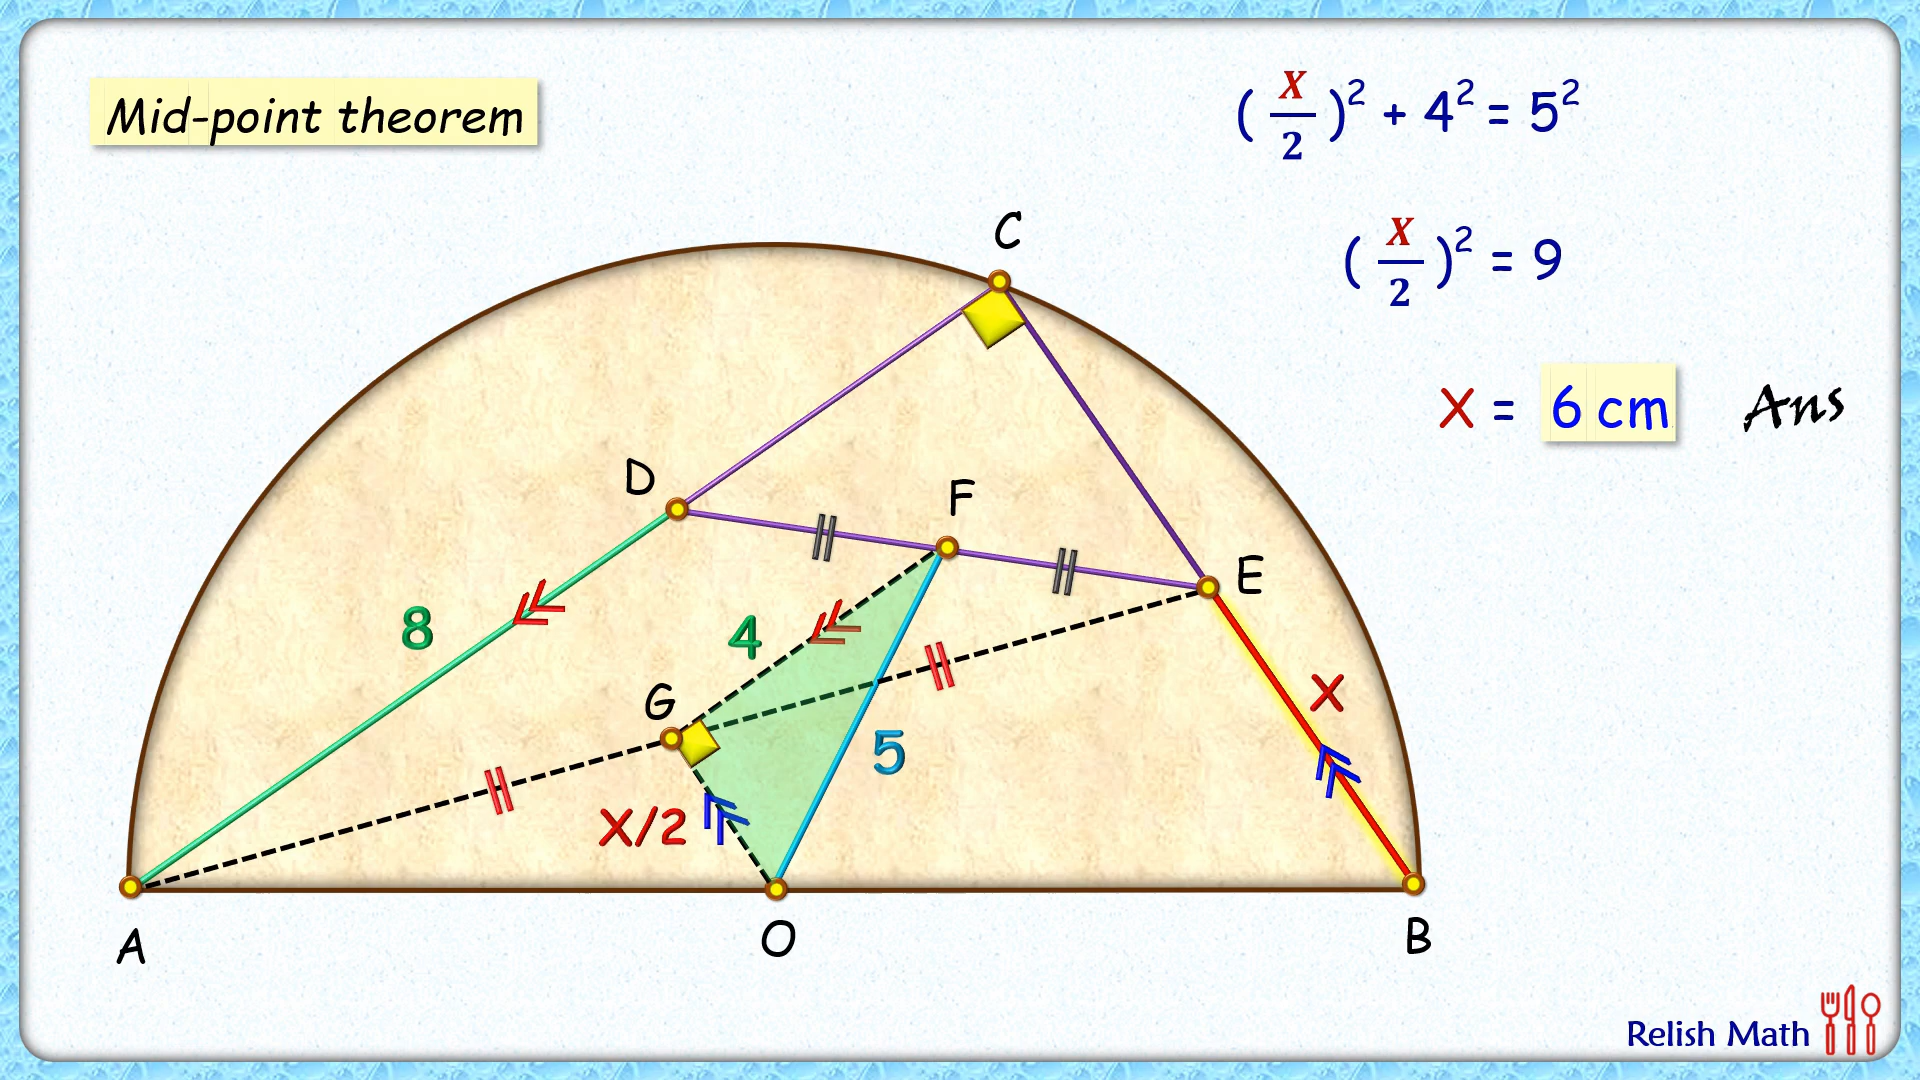 Mid-point theorem
(X/2)² + 4² = 5²
(X/2)² = 9
X = 6 cm Ans
C
D
F
E
8
4
G
X
5
X/2
A
O
B
Relish Math